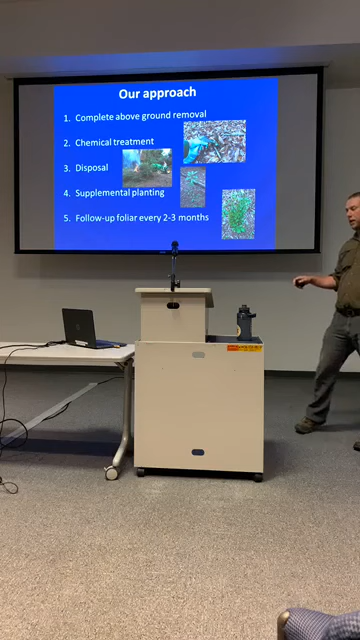 Our approach
1. Complete above ground removal
2. Chemical treatment
3. Disposal
4. Supplemental planting
5. Follow-up foliar every 2-3 months